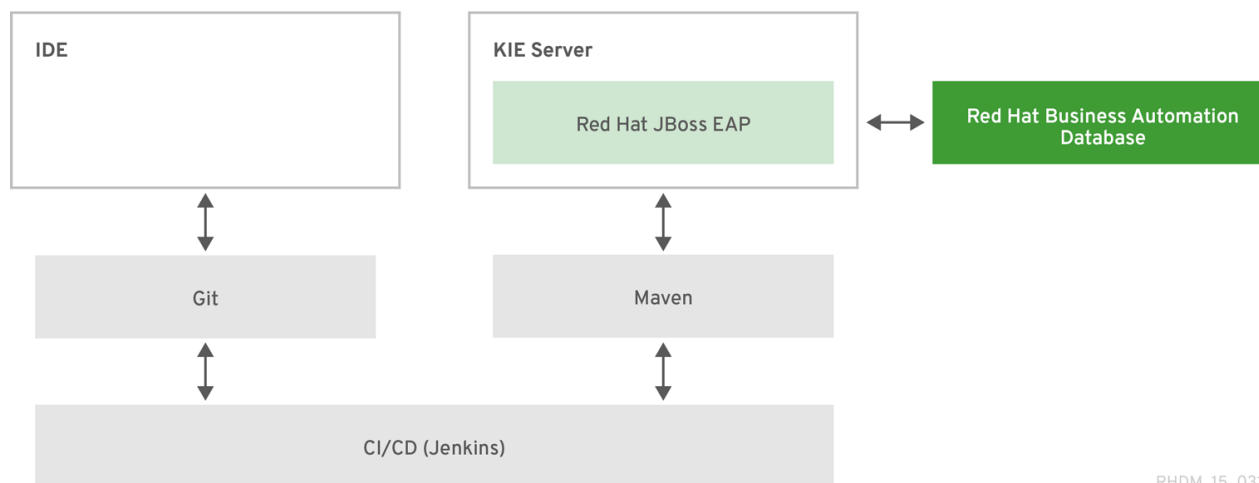 IDE
KIE Server
Red Hat JBoss EAP
Red Hat Business Automation
Database
Git
Maven
CI/CD (Jenkins)